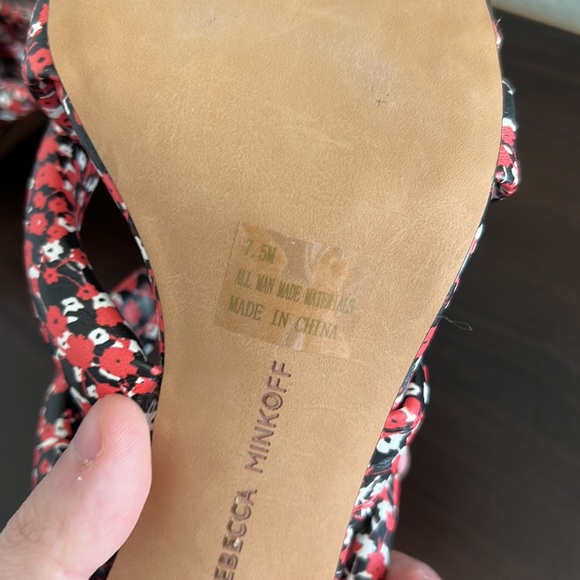 7.5M
ALL MAN MADE MATERIALS
MADE IN CHINA
REBECCA MINKOFF